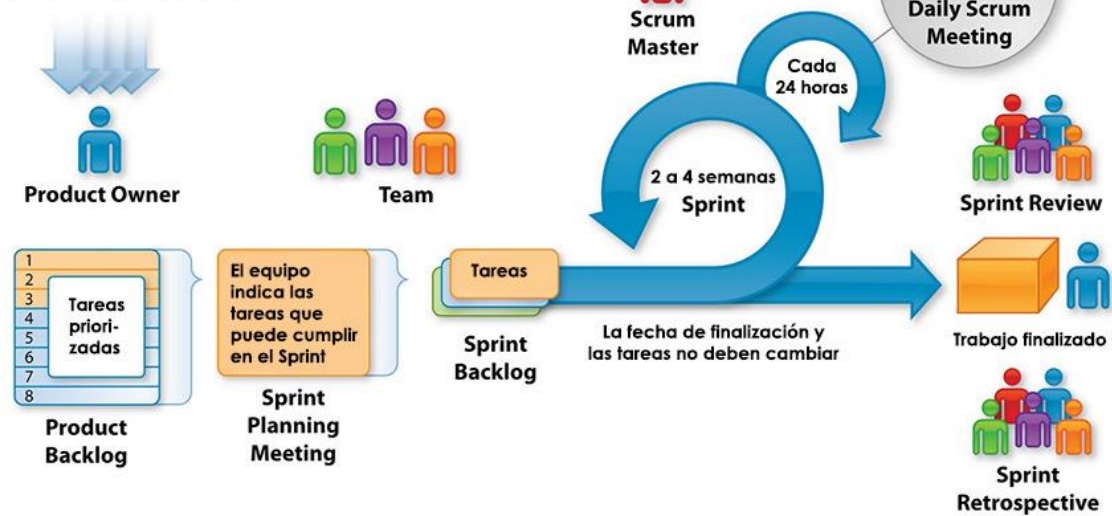 Scrum
Master
Daily Scrum
Meeting
Cada
24 horas
Product Owner
Team
2 a 4 semanas
Sprint
Sprint Review
1
2
3
4
5
6
7
8
Tareas
priori-
zadas
Product
Backlog
El equipo
indica las
tareas que
puede cumplir
en el Sprint
Sprint
Planning
Meeting
Tareas
Sprint
Backlog
La fecha de finalización y
las tareas no deben cambiar
Trabajo finalizado
Sprint
Retrospective